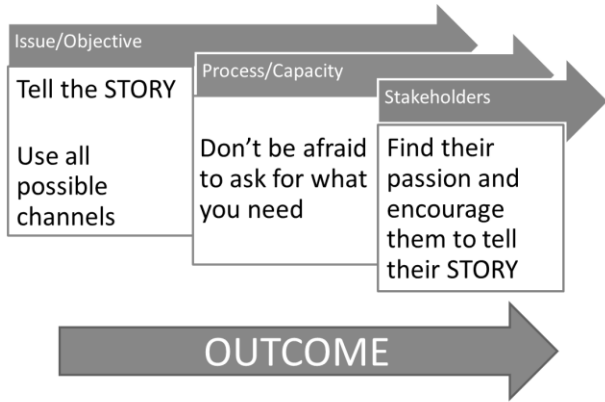 Issue/Objective
Tell the STORY
Use all
possible
channels
Process/Capacity
Don’t be afraid
to ask for what
you need
Stakeholders
Find their
passion and
encourage
them to tell
their STORY
OUTCOME